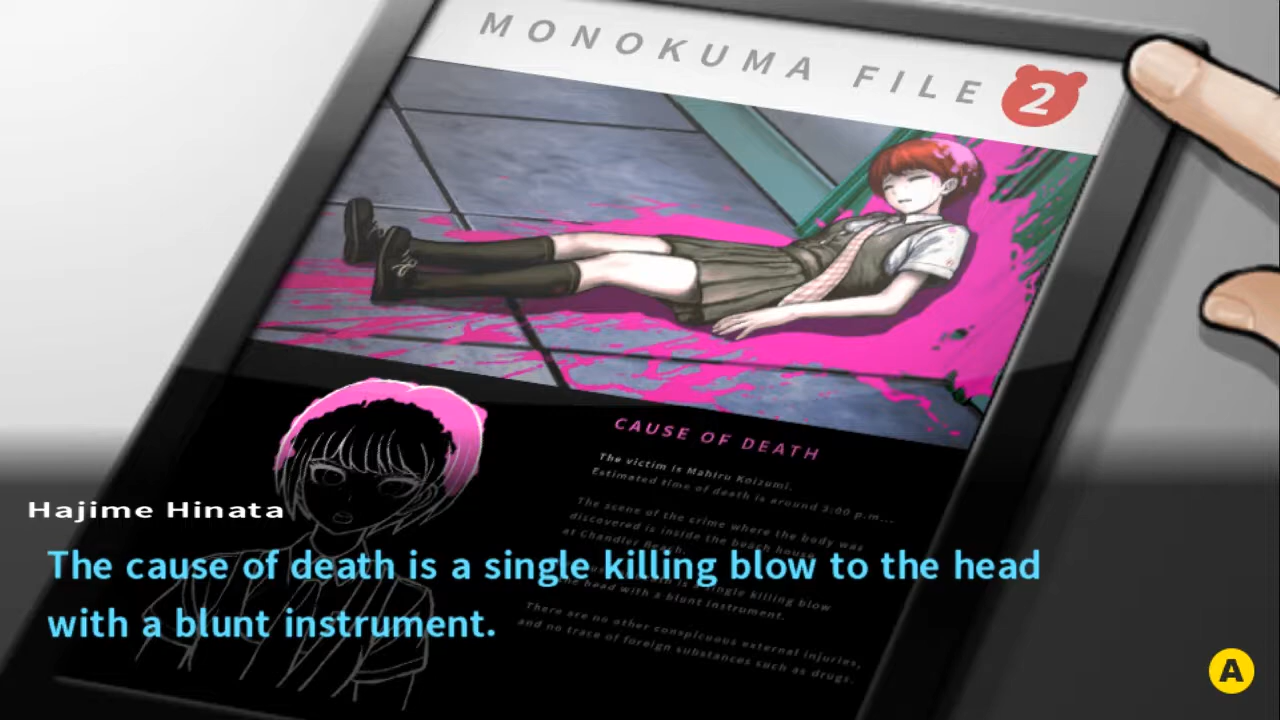 MONOKUMA FILE 2
CAUSE OF DEATH
The victim is Mahiru Koizumi.
Estimated time of death is around 3:00 p.m...
The scene of the crime where the body was
discovered is inside the beach house
at Chandler Beach.
death is a single killing blow
the head with a blunt instrument.
There are no other conspicuous external injuries,
and no trace of foreign substances such as drugs.
Hajime Hinata
The cause of death is a single killing blow to the head
with a blunt instrument.
A